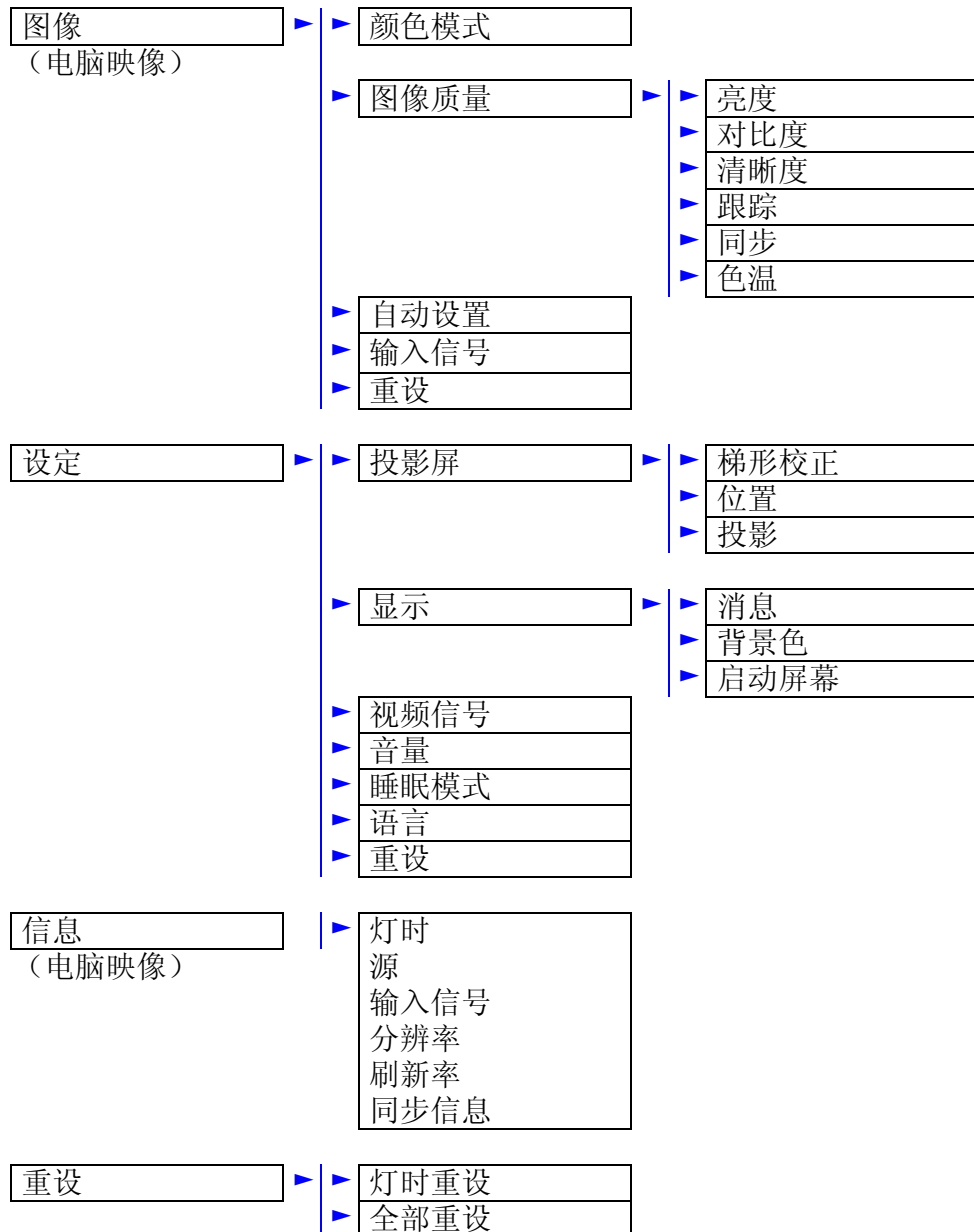 图像
颜色模式
（电脑映像）
图像质量
亮度
对比度
清晰度
跟踪
同步
色温
自动设置
输入信号
重设
设定
投影屏
梯形校正
位置
投影
显示
消息
背景色
启动屏幕
视频信号
音量
睡眠模式
语言
重设
信息
（电脑映像）
灯时
源
输入信号
分辨率
刷新率
同步信息
重设
灯时重设
全部重设